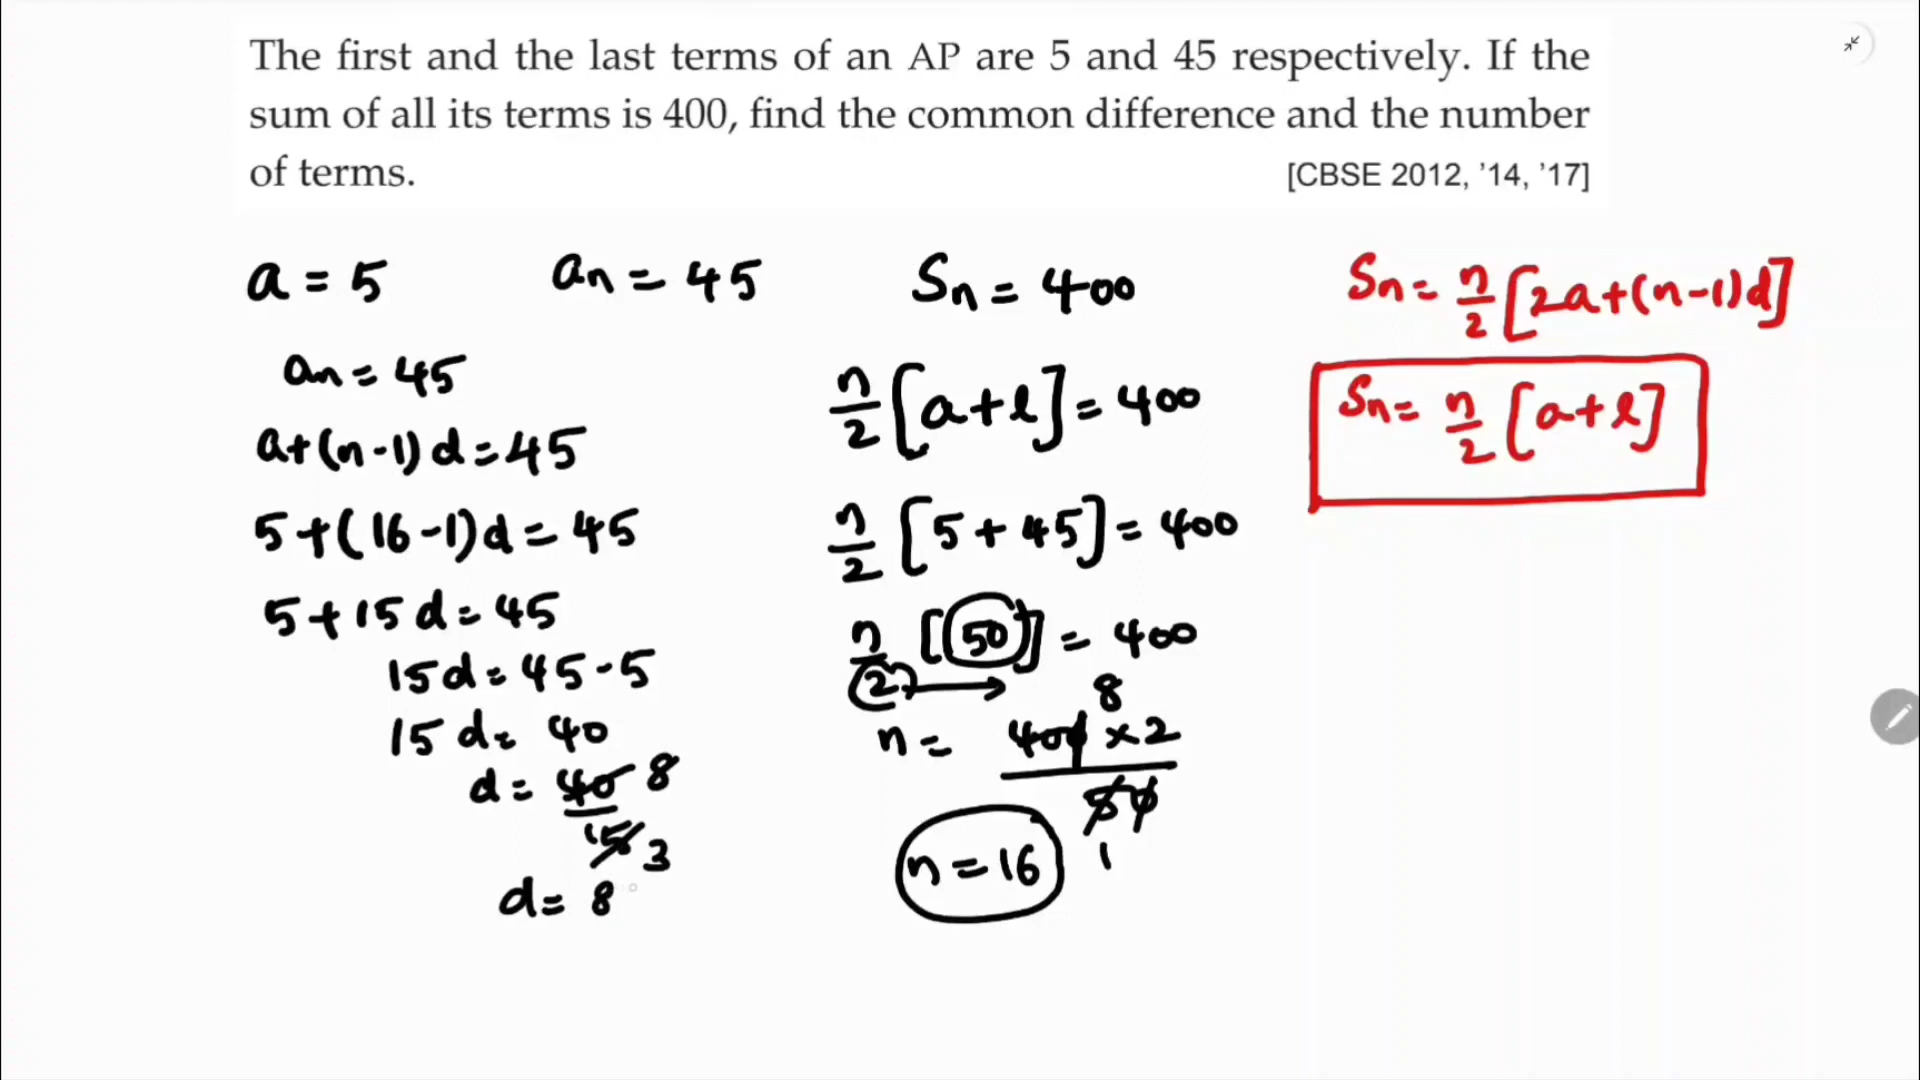 The first and the last terms of an AP are 5 and 45 respectively. If the
sum of all its terms is 400, find the common difference and the number
of terms. [CBSE 2012, ’14, ’17]
a = 5
an = 45
Sn = 400
an = 45
a+(n-1)d=45
5+(16-1)d=45
5+15d=45
15d=45-5
15d=40
d=40/15 8 3
d=8
n/2[a+l]=400
n/2[5+45]=400
n/2[50]=400
n=400×2/50 8 1
n=16
Sn=n/2[2a+(n-1)d]
Sn=n/2[a+l]